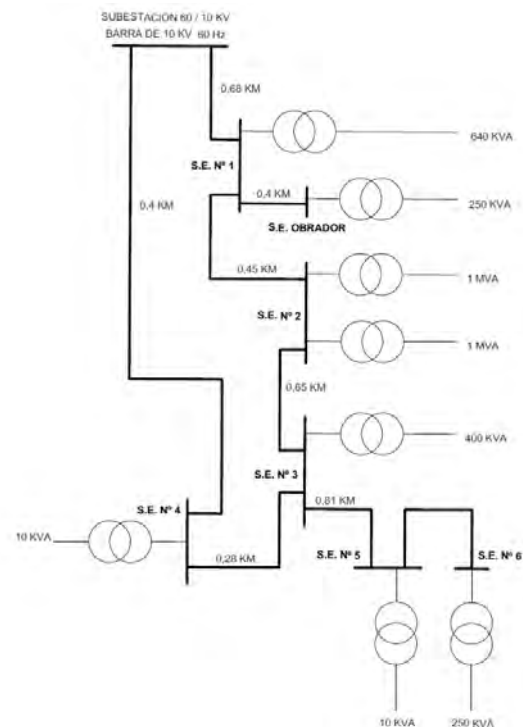 SUBESTACION 60 / 10 KV
BARRA DE 10 KV 60 Hz
0,68 KM
640 KVA
S.E. Nº 1
0,4 KM
0,4 KM
250 KVA
S.E. OBRADOR
0,45 KM
1 MVA
S.E. Nº 2
1 MVA
0,65 KM
400 KVA
S.E. Nº 3
0,81 KM
S.E. Nº 4
10 KVA
0,28 KM
S.E. Nº 5
S.E. Nº 6
10 KVA
250 KVA